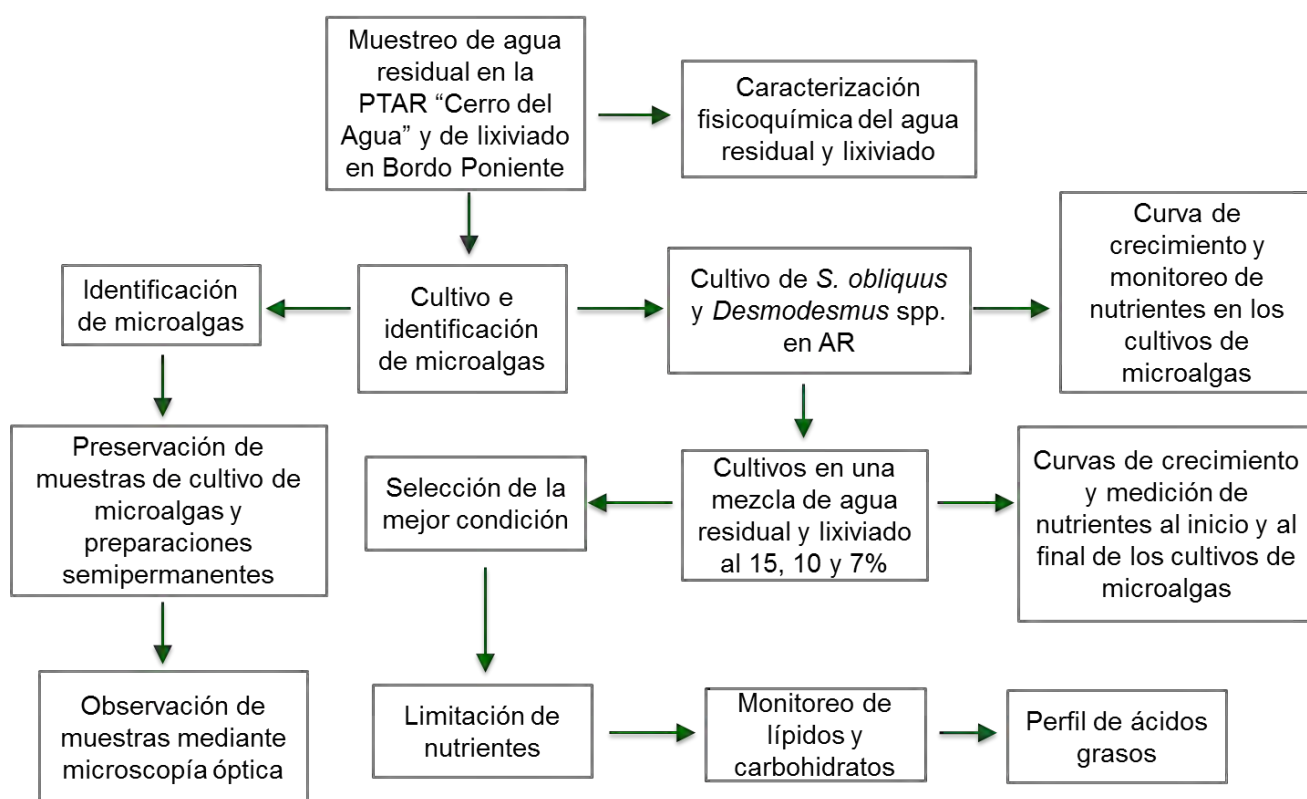 Muestreo de agua
residual en la
PTAR “Cerro del
Agua” y de lixiviado
en Bordo Poniente
Caracterización
fisicoquímica del agua
residual y lixiviado
Identificación
de microalgas
Cultivo e
identificación
de microalgas
Cultivo de S. obliquus
y Desmodesmus spp.
en AR
Curva de
crecimiento y
monitoreo de
nutrientes en los
cultivos de
microalgas
Preservación de
muestras de cultivo de
microalgas y
preparaciones
semipermanentes
Selección de la
mejor condición
Cultivos en una
mezcla de agua
residual y lixiviado
al 15, 10 y 7%
Curvas de crecimiento
y medición de
nutrientes al inicio y al
final de los cultivos de
microalgas
Observación de
muestras mediante
microscopía óptica
Limitación de
nutrientes
Monitoreo de
lípidos y
carbohidratos
Perfil de ácidos
grasos